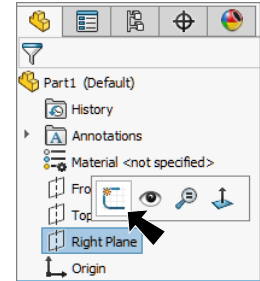 Part1 (Default)
History
Annotations
Material <not specified>
Fro
Top
Right Plane
Origin